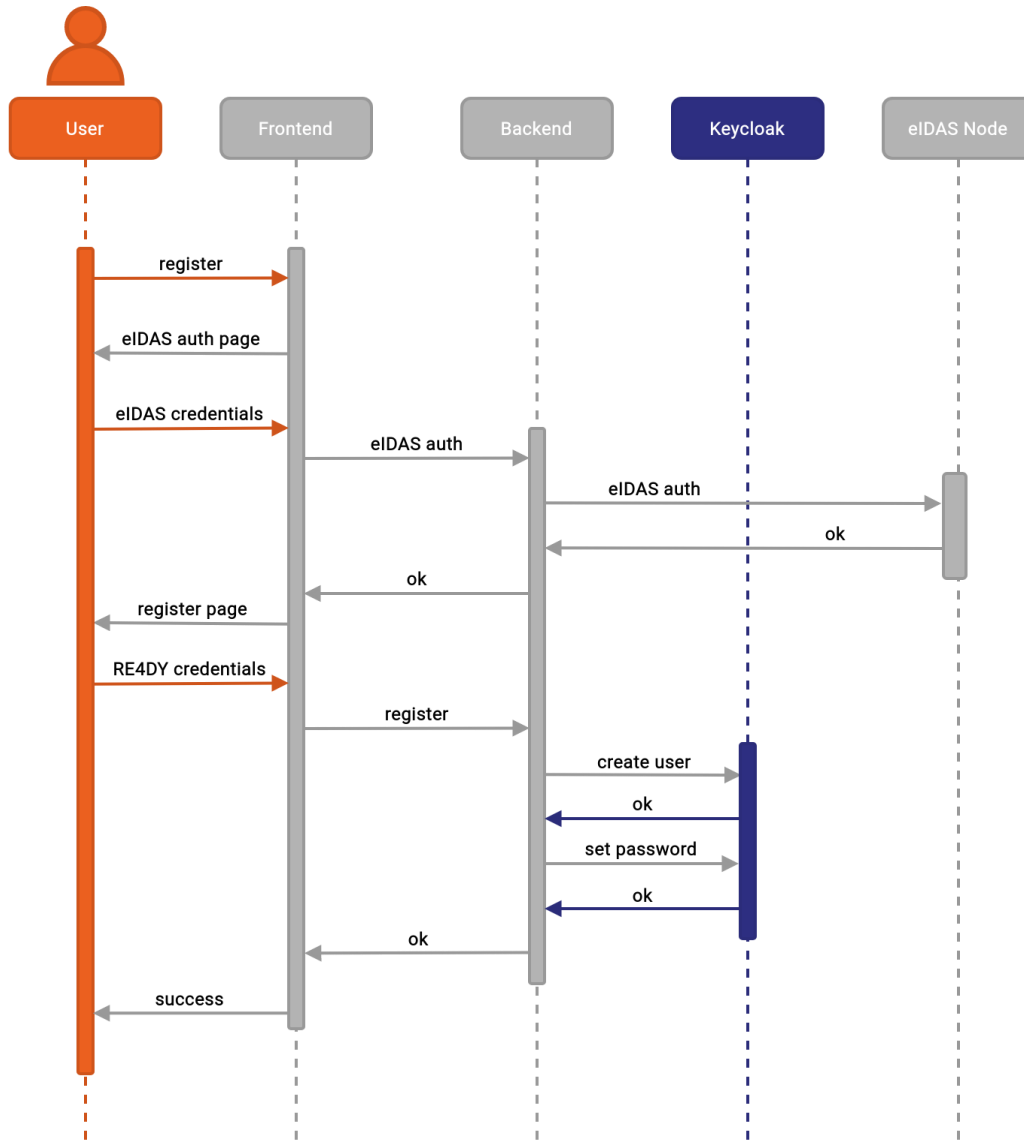 User
Frontend
Backend
Keycloak
eIDAS Node
register
eIDAS auth page
eIDAS credentials
eIDAS auth
eIDAS auth
ok
ok
register page
RE4DY credentials
register
create user
ok
set password
ok
ok
success